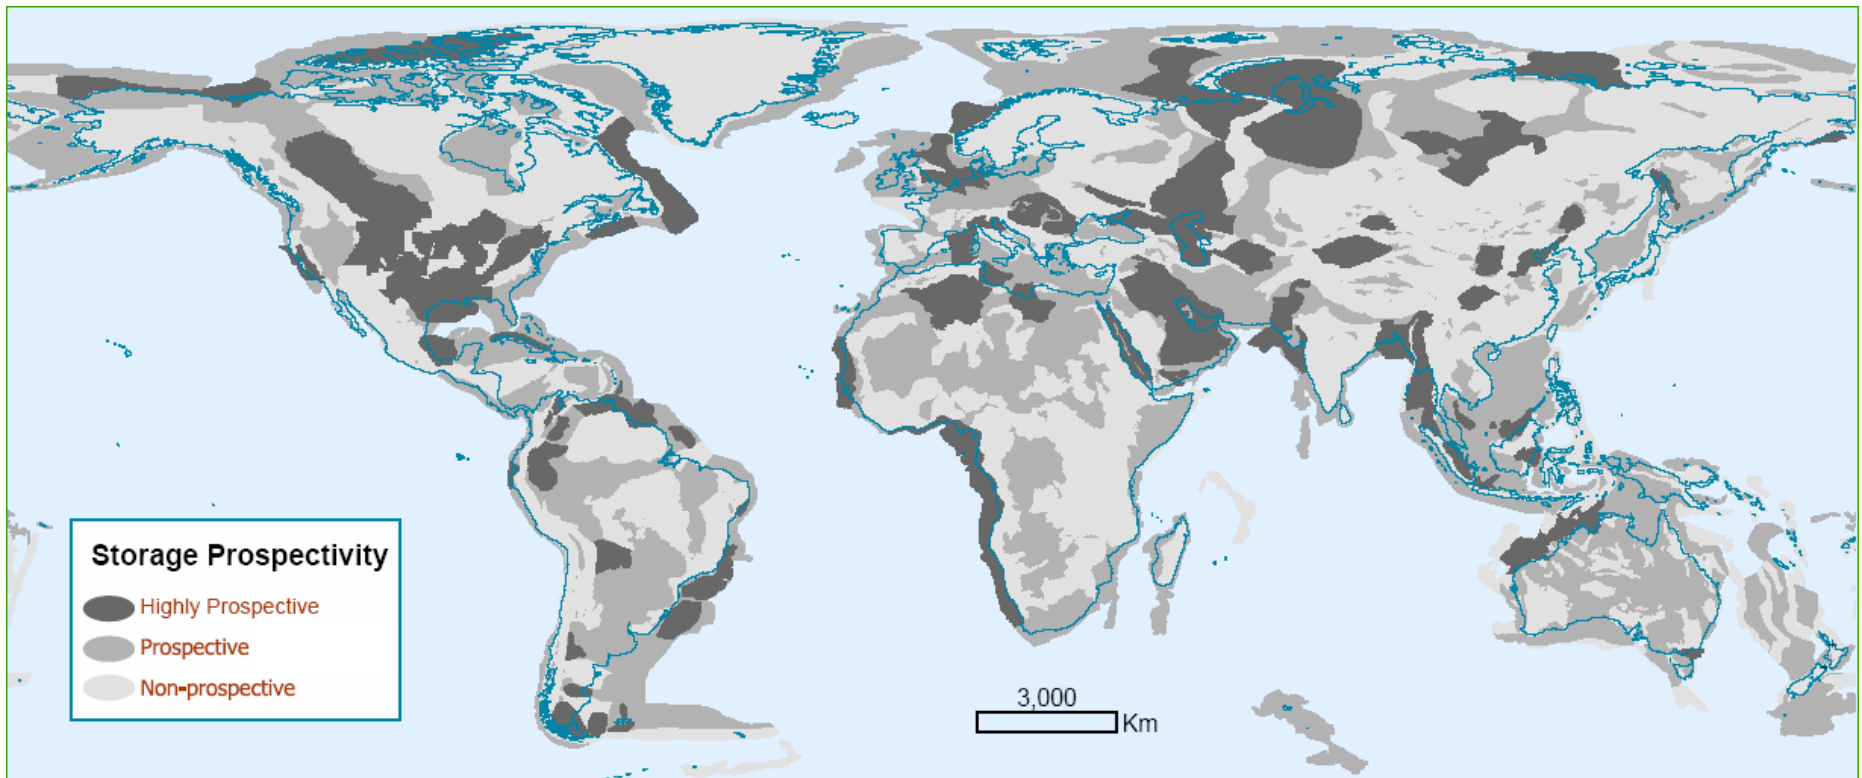 Storage Prospectivity
Highly Prospective
Prospective
Non-prospective
3,000
Km